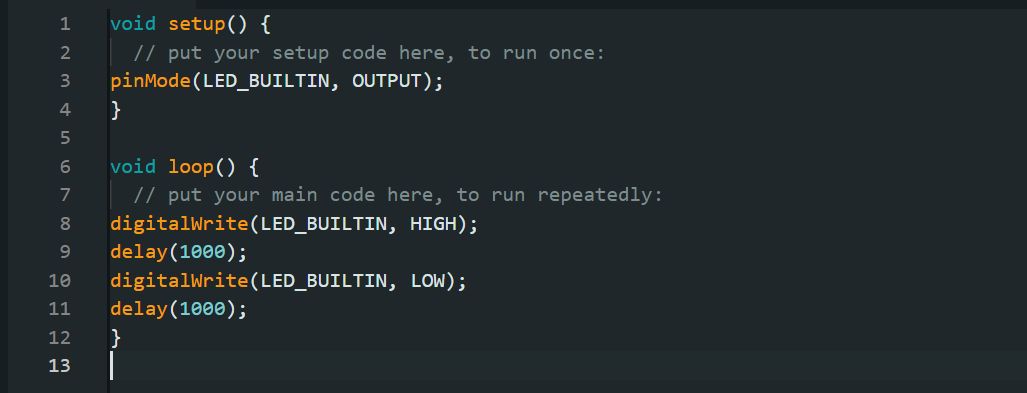 1 void setup() {
2 // put your setup code here, to run once:
3 pinMode(LED_BUILTIN, OUTPUT);
4 }
5
6 void loop() {
7 // put your main code here, to run repeatedly:
8 digitalWrite(LED_BUILTIN, HIGH);
9 delay(1000);
10 digitalWrite(LED_BUILTIN, LOW);
11 delay(1000);
12 }
13